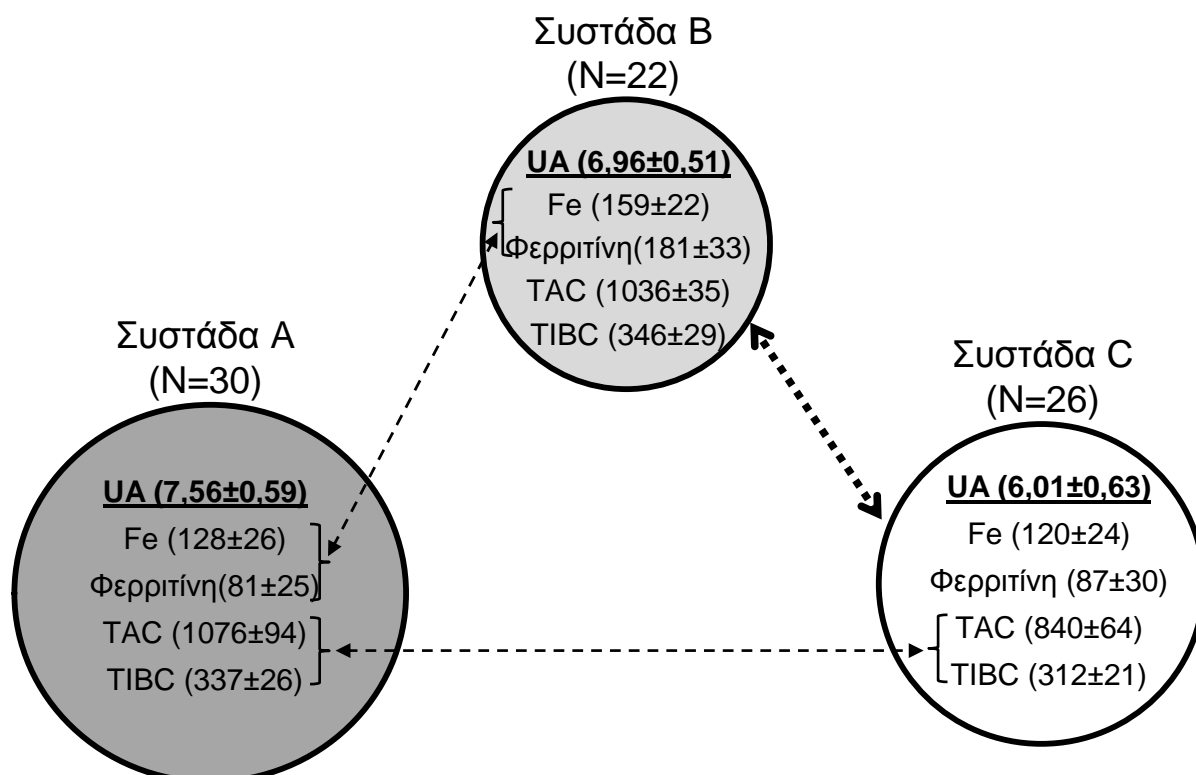 Συστάδα Β
(N=22)
UA (6,96±0,51)
Fe (159±22)
Φερριτίνη(181±33)
TAC (1036±35)
TIBC (346±29)
Συστάδα Α
(N=30)
UA (7,56±0,59)
Fe (128±26)
Φερριτίνη(81±25)
TAC (1076±94)
TIBC (337±26)
Συστάδα C
(N=26)
UA (6,01±0,63)
Fe (120±24)
Φερριτίνη (87±30)
TAC (840±64)
TIBC (312±21)